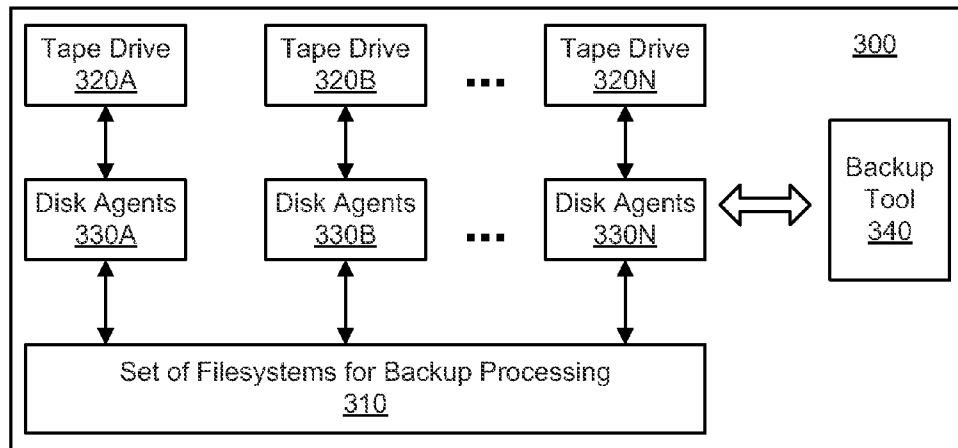 Tape Drive
320A
Tape Drive
320B
...
Tape Drive
320N
300
Disk Agents
330A
Disk Agents
330B
...
Disk Agents
330N
Backup
Tool
340
Set of Filesystems for Backup Processing
310